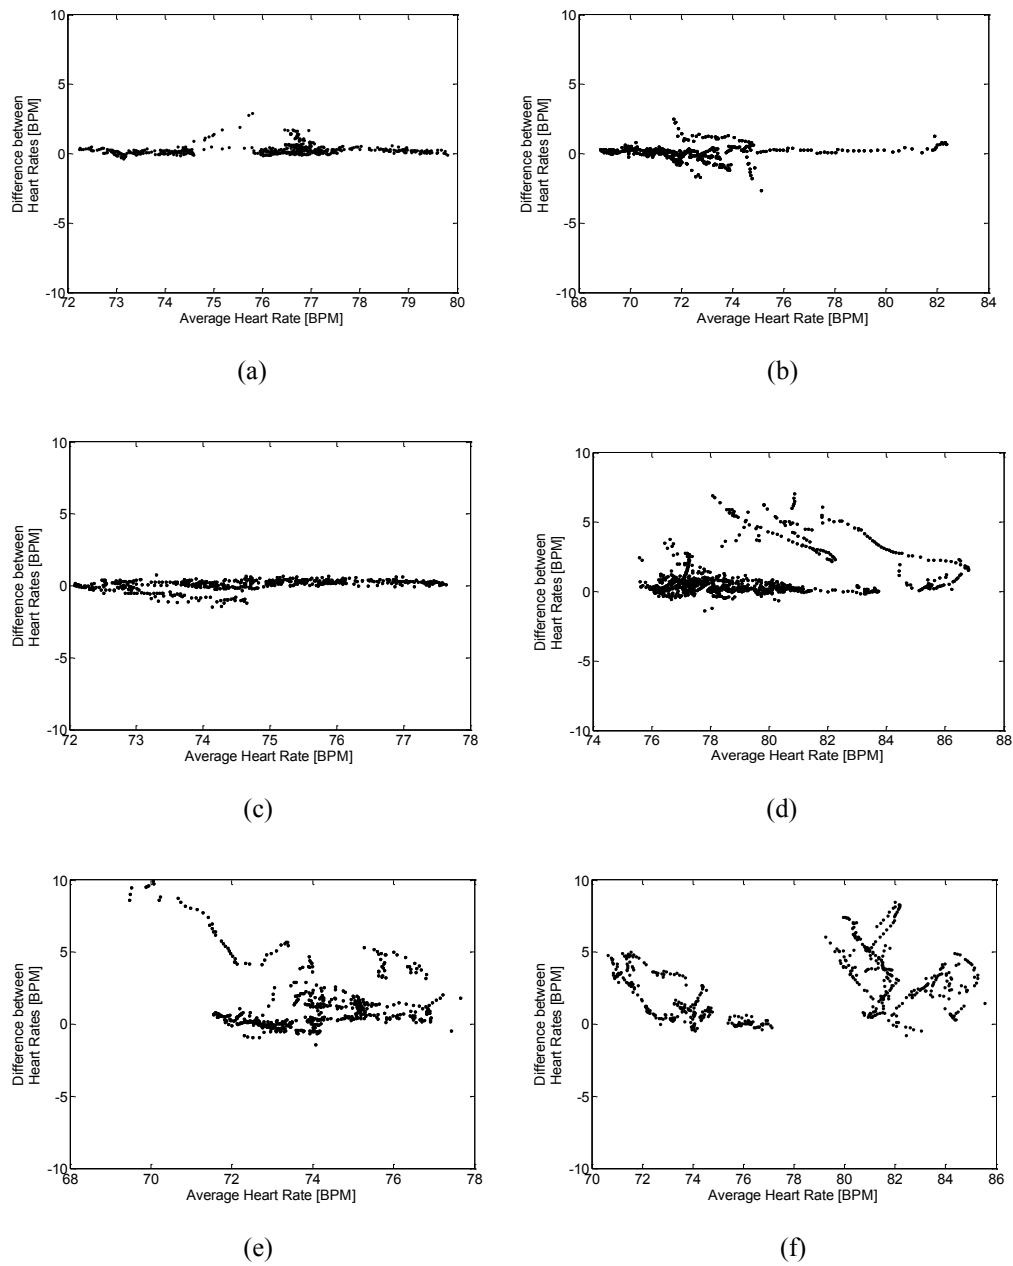 10
5
0
-5
-10
72 73 74 75 76 77 78 79 80
Difference between
Heart Rates [BPM]
Average Heart Rate [BPM]
(a)
10
5
0
-5
-10
68 70 72 74 76 78 80 82 84
Difference between
Heart Rates [BPM]
Average Heart Rate [BPM]
(b)
10
5
0
-5
-10
72 73 74 75 76 77 78
Difference between
Heart Rates [BPM]
Average Heart Rate [BPM]
(c)
10
5
0
-5
-10
74 76 78 80 82 84 86 88
Difference between
Heart Rates [BPM]
Average Heart Rate [BPM]
(d)
10
5
0
-5
-10
68 70 72 74 76 78
Difference between
Heart Rates [BPM]
Average Heart Rate [BPM]
(e)
10
5
0
-5
-10
70 72 74 76 78 80 82 84 86
Difference between
Heart Rates [BPM]
Average Heart Rate [BPM]
(f)